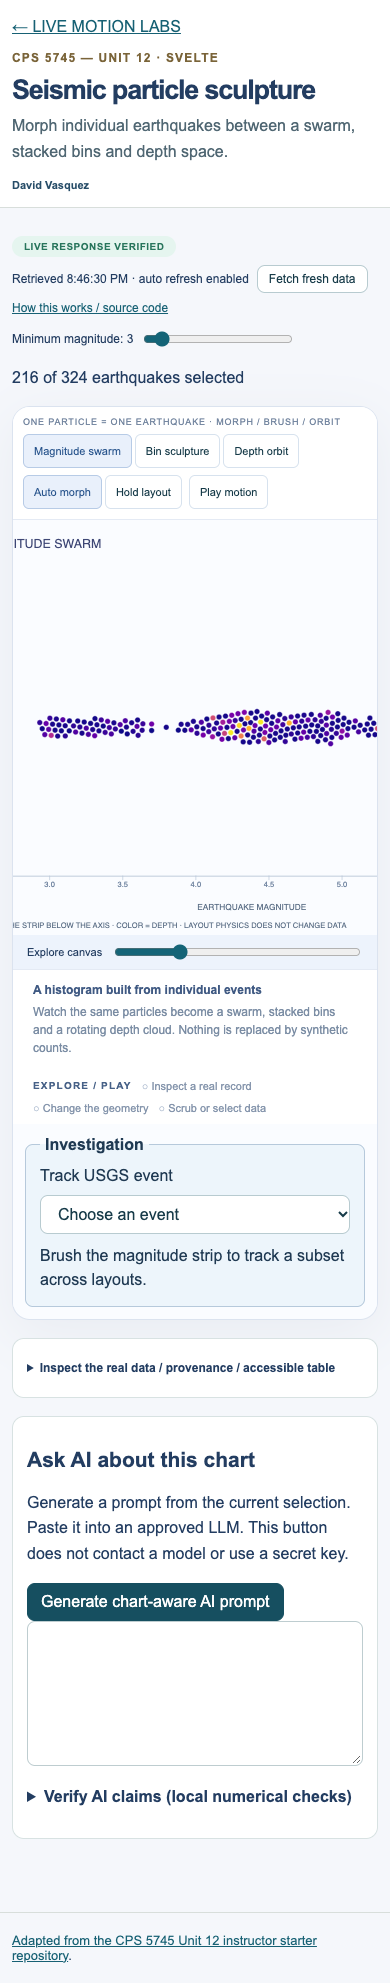 ← LIVE MOTION LABS
CPS 5745 — UNIT 12 · SVELTE
Seismic particle sculpture
Morph individual earthquakes between a swarm,
stacked bins and depth space.
David Vasquez
LIVE RESPONSE VERIFIED
Retrieved 8:46:30 PM · auto refresh enabled Fetch fresh data
How this works / source code
Minimum magnitude: 3
216 of 324 earthquakes selected
ONE PARTICLE = ONE EARTHQUAKE · MORPH / BRUSH / ORBIT
Magnitude swarm Bin sculpture Depth orbit
Auto morph Hold layout Play motion
ITUDE SWARM
3.0 3.5 4.0 4.5 5.0
EARTHQUAKE MAGNITUDE
STRIP BELOW THE AXIS · COLOR = DEPTH · LAYOUT PHYSICS DOES NOT CHANGE DATA
Explore canvas
A histogram built from individual events
Watch the same particles become a swarm, stacked bins
and a rotating depth cloud. Nothing is replaced by synthetic
counts.
EXPLORE / PLAY ○ Inspect a real record
○ Change the geometry ○ Scrub or select data
Investigation
Track USGS event
Choose an event
Brush the magnitude strip to track a subset
across layouts.
▶ Inspect the real data / provenance / accessible table
Ask AI about this chart
Generate a prompt from the current selection.
Paste it into an approved LLM. This button
does not contact a model or use a secret key.
Generate chart-aware AI prompt
▶ Verify AI claims (local numerical checks)
Adapted from the CPS 5745 Unit 12 instructor starter
repository.